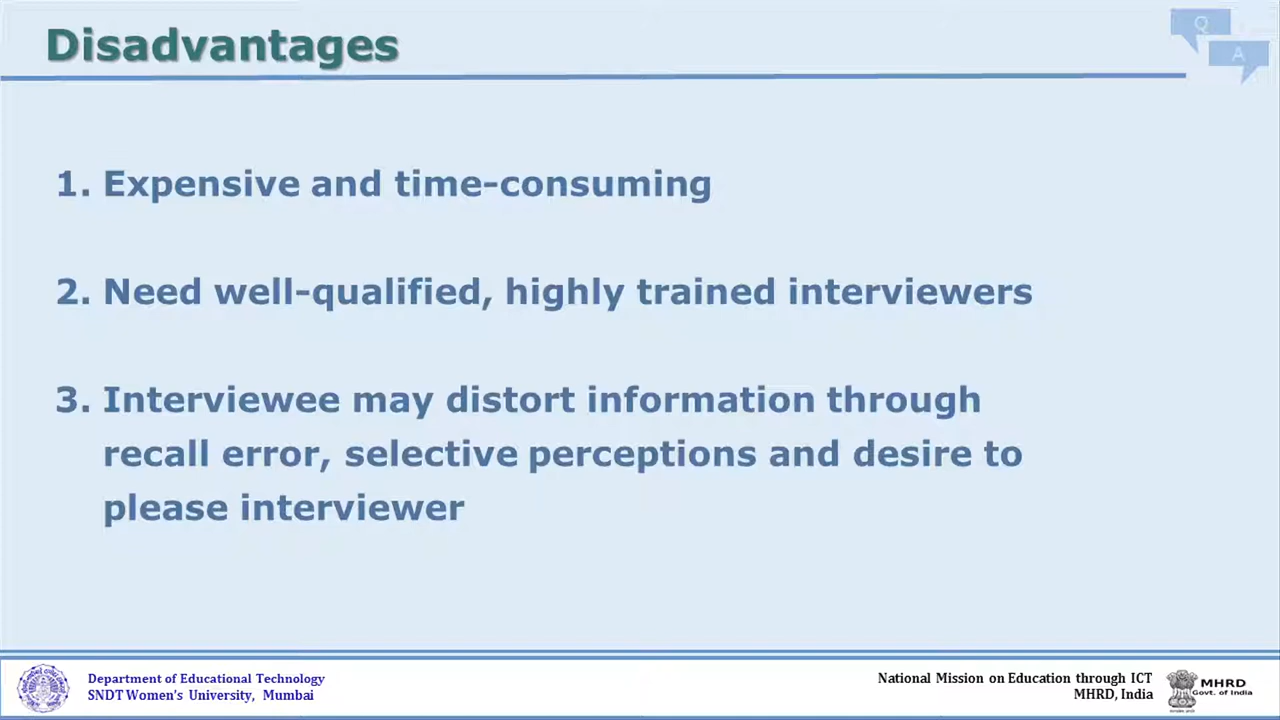 Disadvantages
Q
A
1. Expensive and time-consuming
2. Need well-qualified, highly trained interviewers
3. Interviewee may distort information through
recall error, selective perceptions and desire to
please interviewer
Department of Educational Technology
SNDT Women's University, Mumbai
National Mission on Education through ICT
MHRD, India
MHRD
Govt. of India